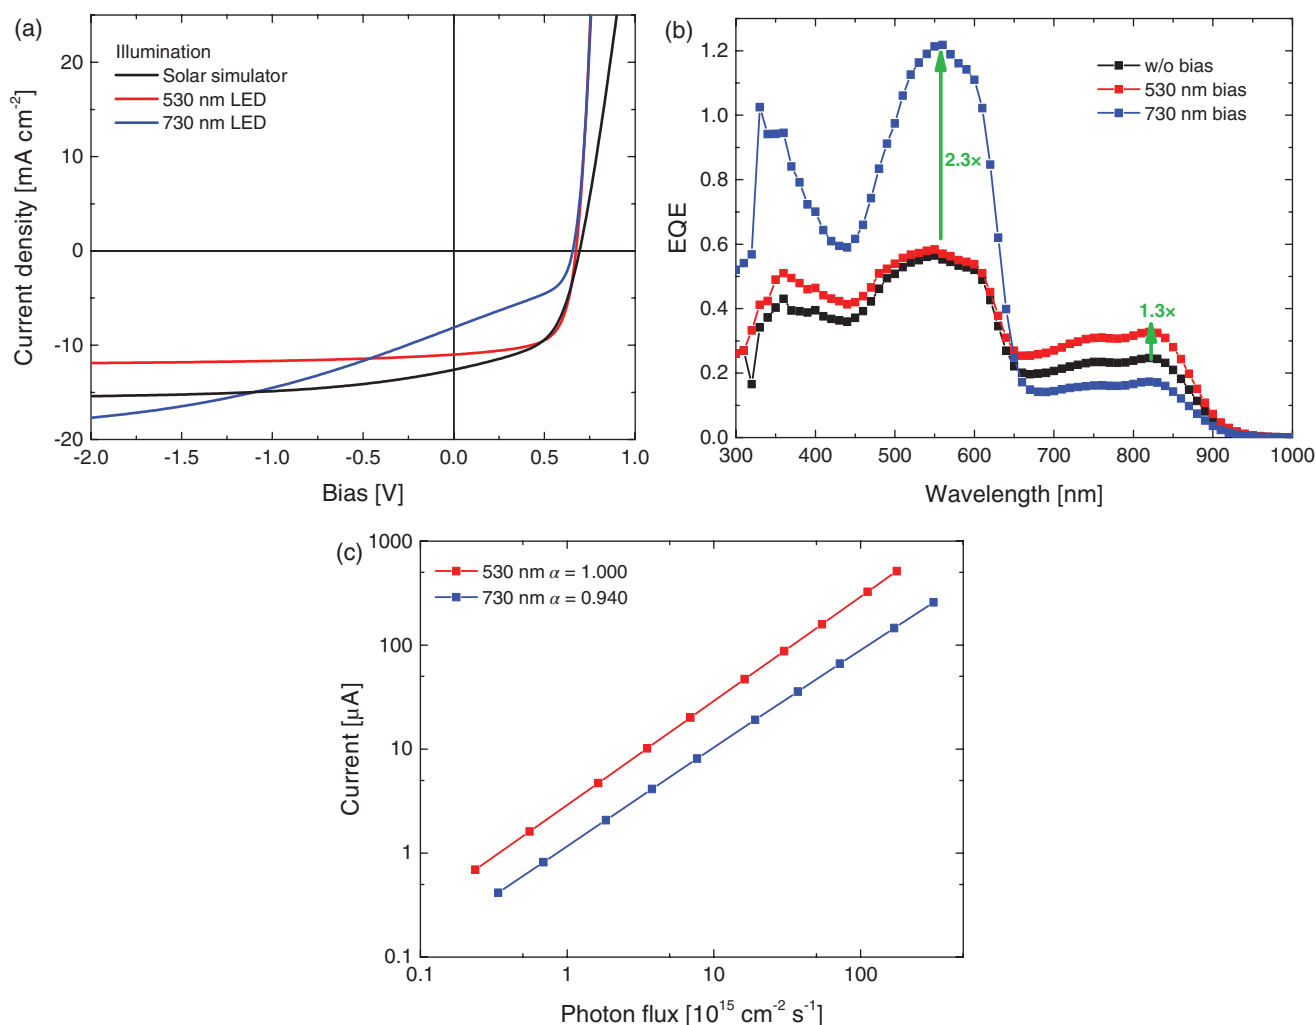 (a)
Illumination
Solar simulator
530 nm LED
730 nm LED
20
10
0
-10
-20
Current density [mA cm⁻²]
-2.0 -1.5 -1.0 -0.5 0.0 0.5 1.0
Bias [V]
(b)
w/o bias
530 nm bias
730 nm bias
2.3×
1.3×
1.2
1.0
0.8
0.6
0.4
0.2
0.0
EQE
300 400 500 600 700 800 900 1000
Wavelength [nm]
(c)
530 nm α = 1.000
730 nm α = 0.940
1000
100
10
1
0.1
Current [µA]
0.1 1 10 100
Photon flux [10¹⁵ cm⁻² s⁻¹]